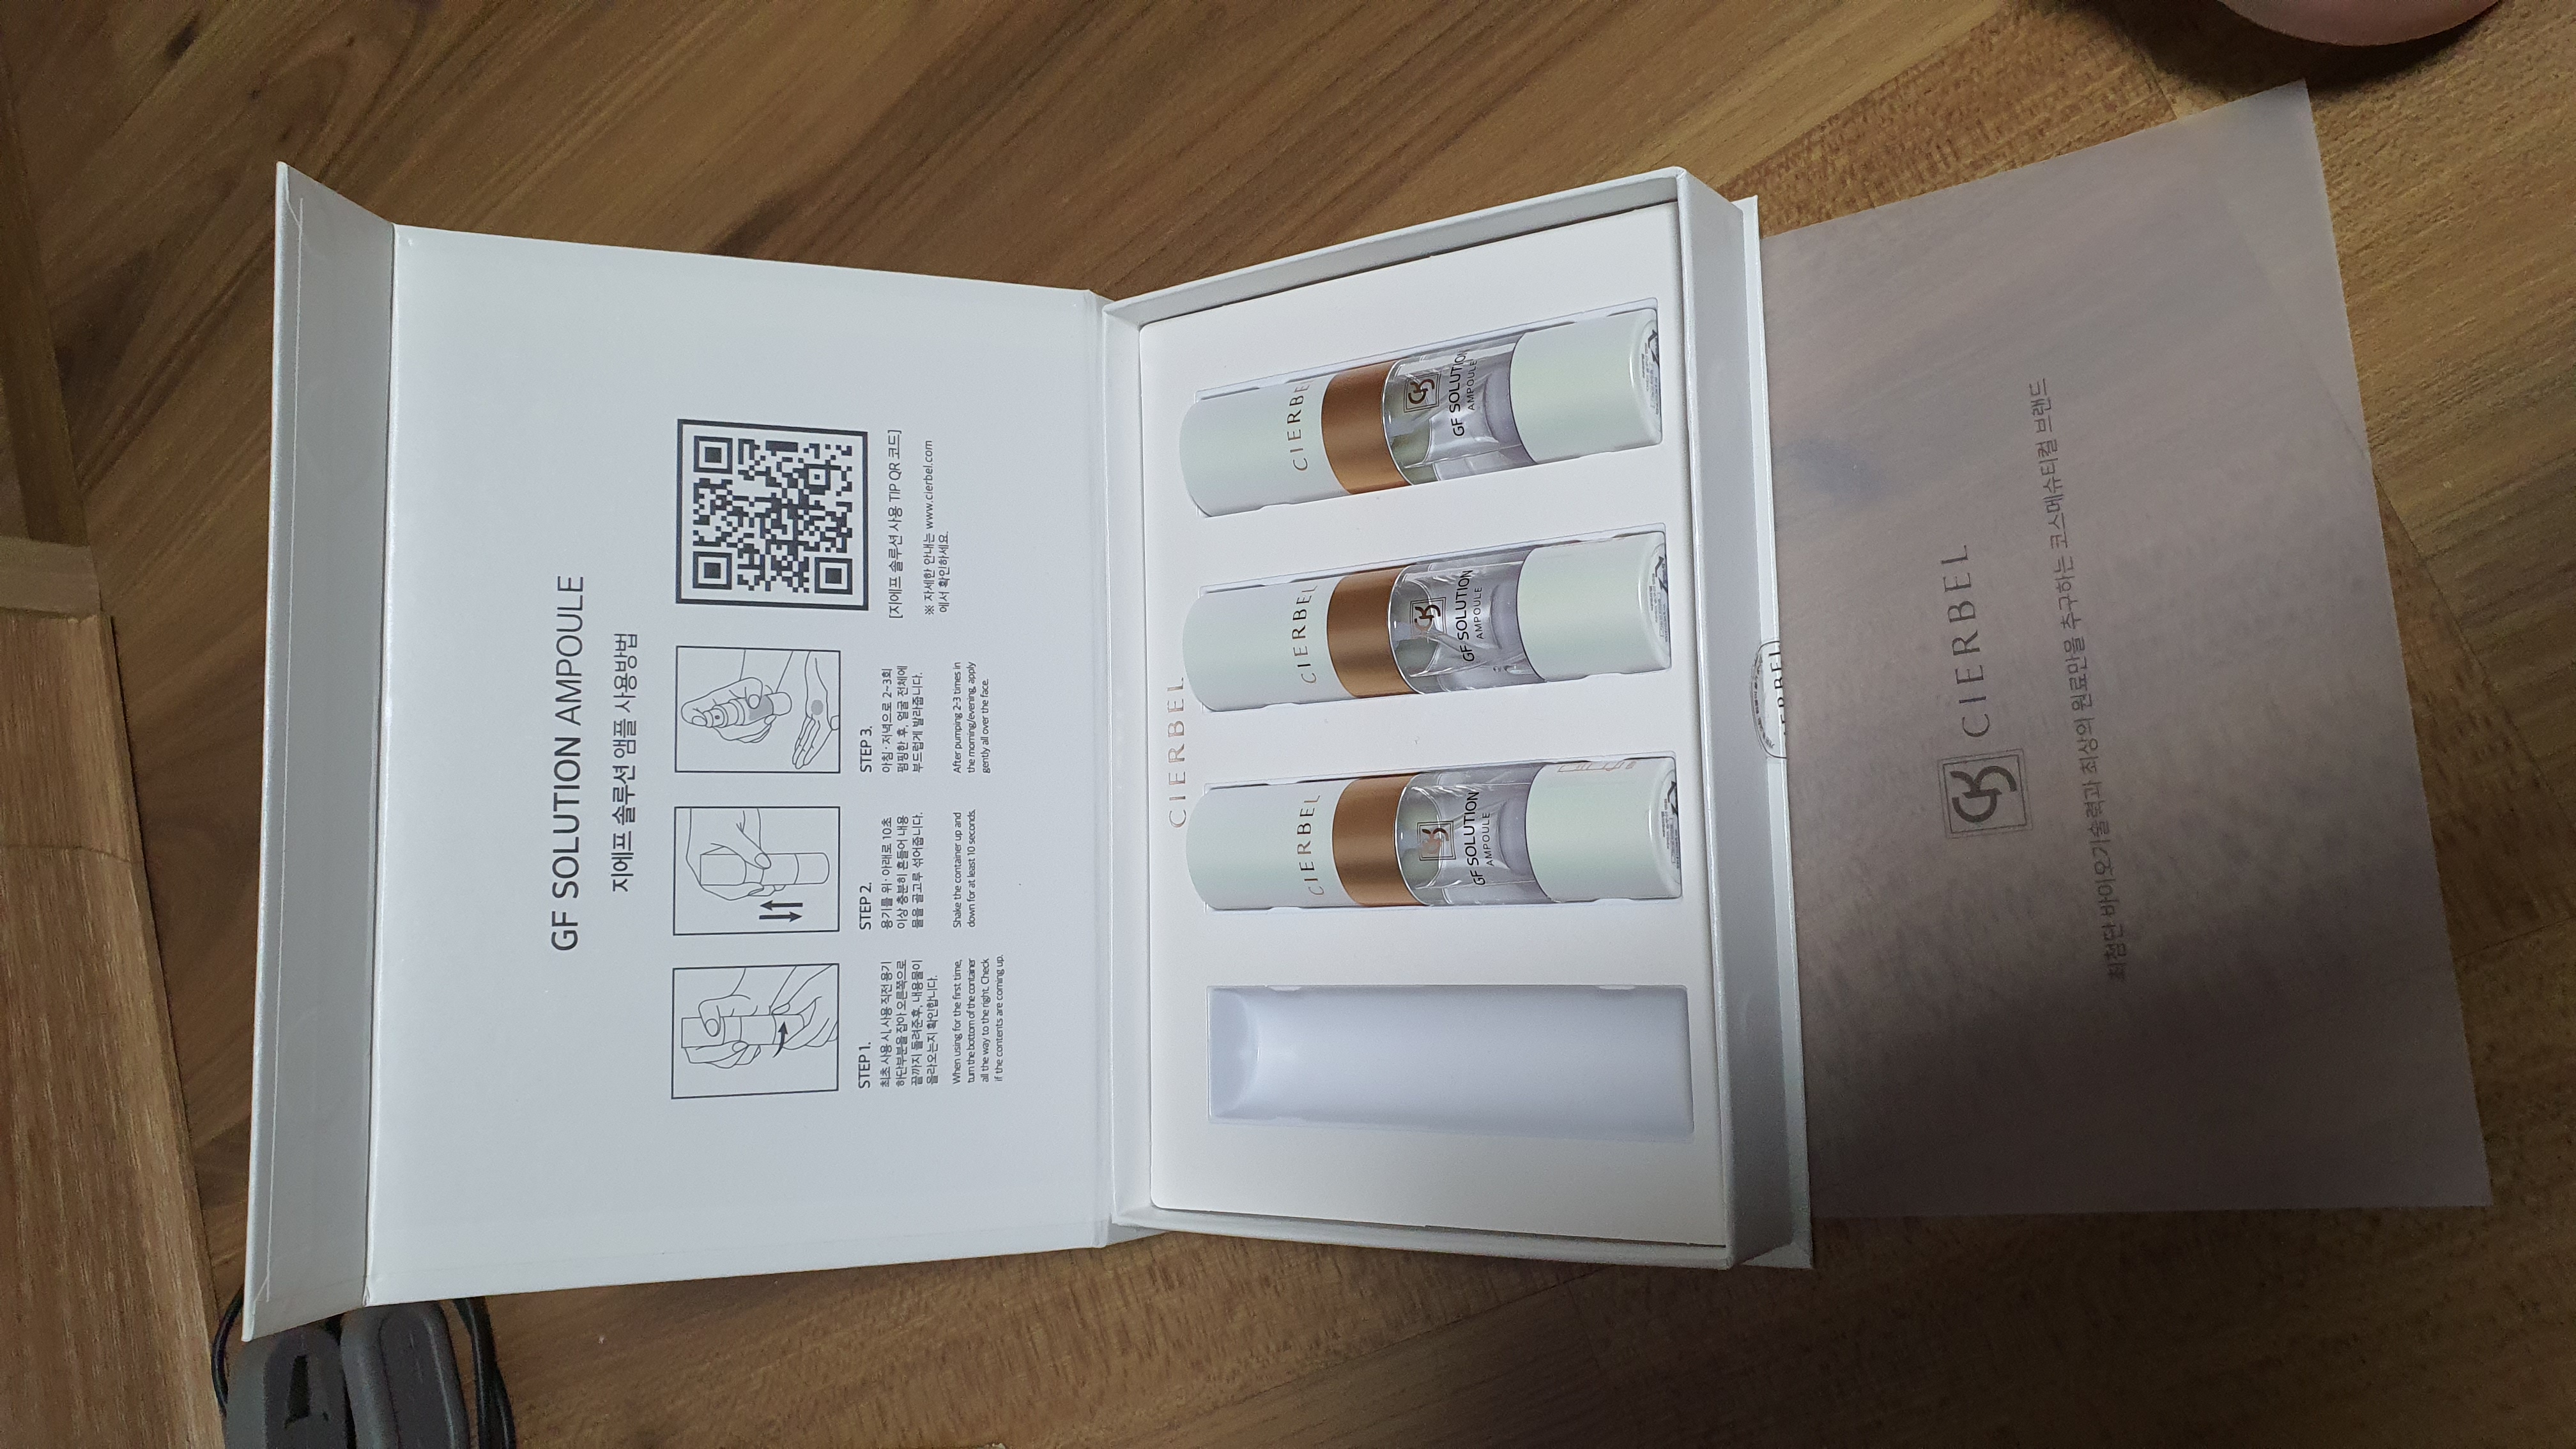 GF SOLUTION AMPOULE
지에프 솔루션 앰플 사용방법
STEP 1.
최초 사용 시, 사용 직전 용기
하단부분을 잡아 오른쪽으로
끝까지 돌려준후, 내용물이
올라오는지 확인합니다.
When using for the first time,
turn the bottom of the container
all the way to the right. Check
if the contents are coming up.
STEP 2.
용기를 위·아래로 10초
이상 충분히 흔들어 내용
물을 골고루 섞어줍니다.
Shake the container up and
down for at least 10 seconds.
STEP 3.
아침·저녁으로 2~3회
펌핑한 후, 얼굴 전체에
부드럽게 발라줍니다.
After pumping 2-3 times in
the morning/evening, apply
gently all over the face.
[지에프 솔루션 사용 TIP QR 코드]
※ 자세한 안내는 www.cierbel.com
에서 확인하세요.
CIERBEL
CIERBEL
GF SOLUTION
AMPOULE
CIERBEL
GF SOLUTION
AMPOULE
CIERBEL
GF SOLUTION
AMPOULE
CIERBEL
최첨단 바이오기술력과 최상의 원료만을 추구하는 코스메슈티컬 브랜드